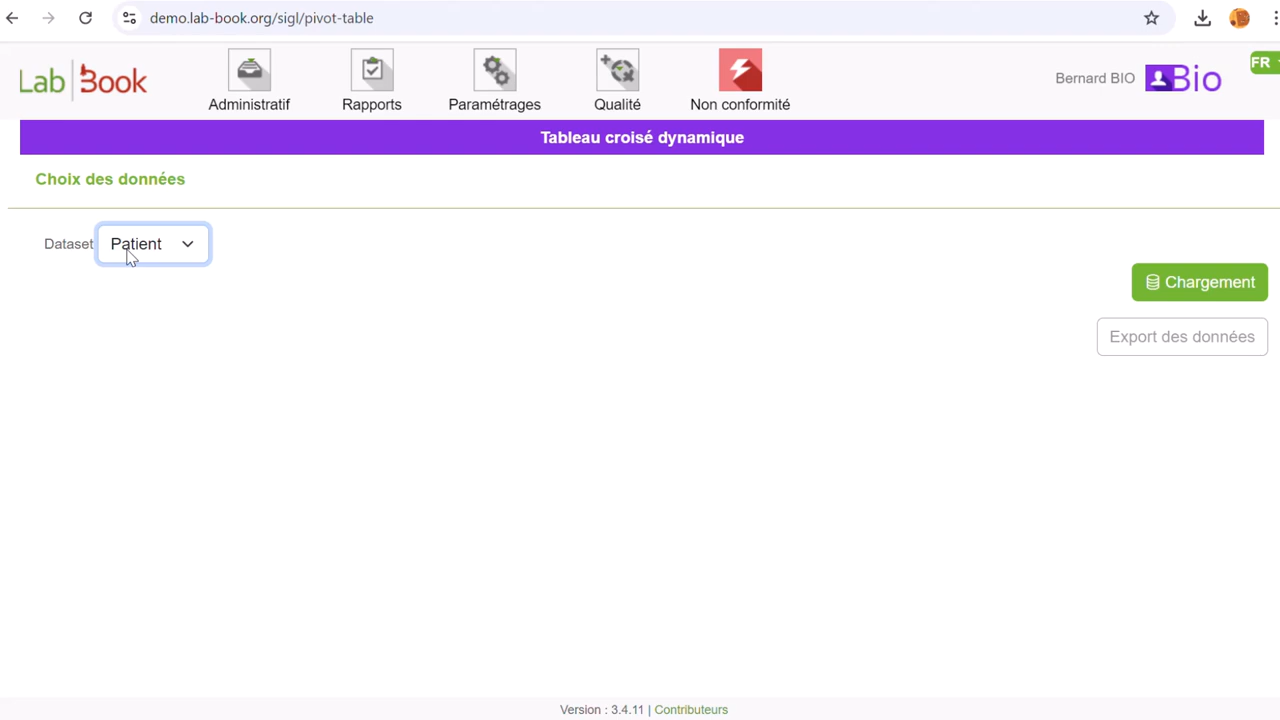 demo.lab-book.org/sigl/pivot-table
Lab Book
Administratif
Rapports
Paramétrages
Qualité
Non conformité
Bernard BIO
Bio
FR
Tableau croisé dynamique
Choix des données
Dataset
Patient
Chargement
Export des données
Version : 3.4.11 | Contributeurs